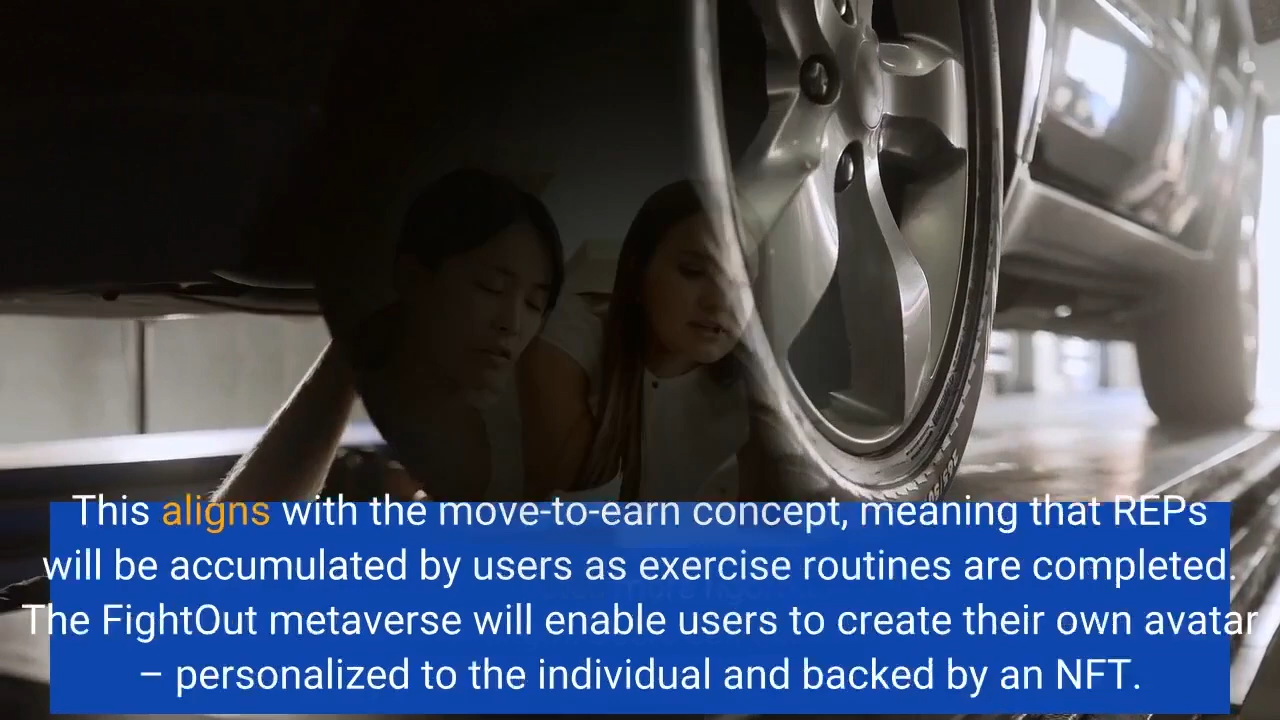 This aligns with the move-to-earn concept, meaning that REPs
will be accumulated by users as exercise routines are completed.
The FightOut metaverse will enable users to create their own avatar
– personalized to the individual and backed by an NFT.